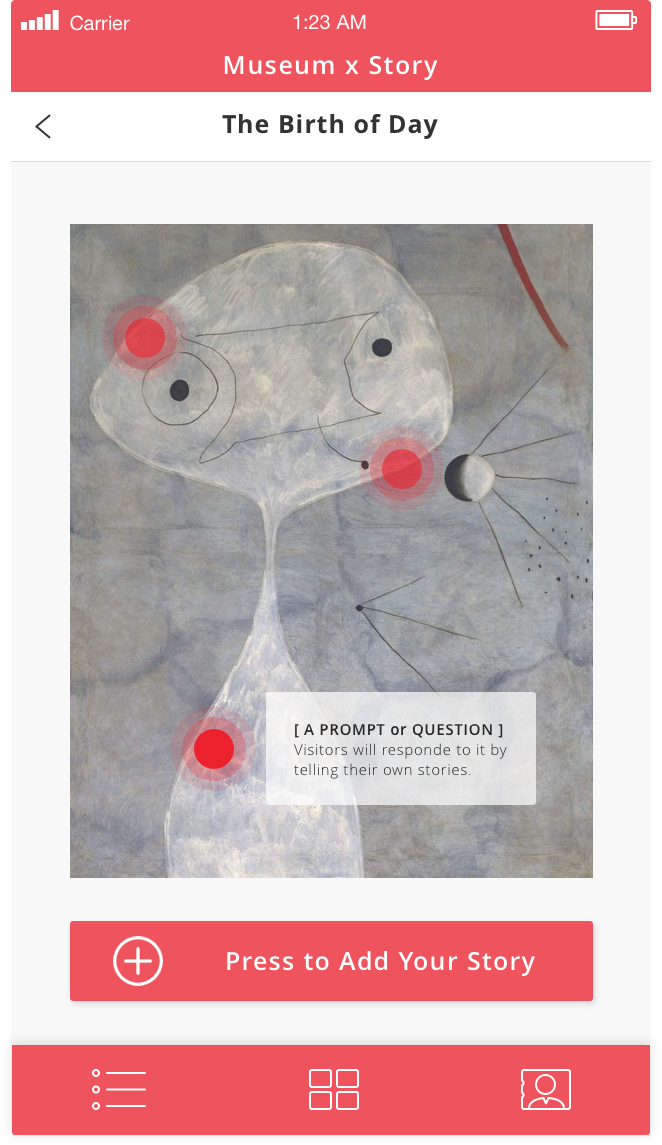 Carrier
1:23 AM
Museum x Story
The Birth of Day
[ A PROMPT or QUESTION ]
Visitors will responde to it by
telling their own stories.
Press to Add Your Story